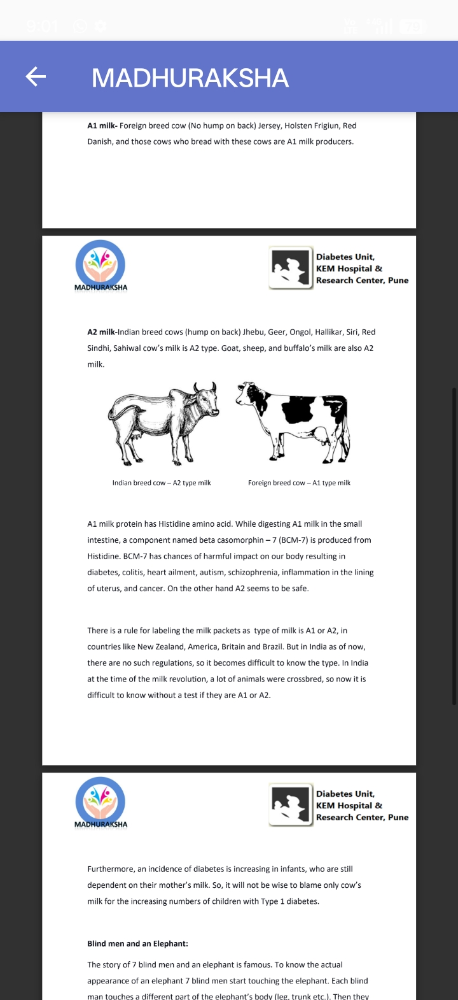 9:01
MADHURAKSHA
A1 milk- Foreign breed cow (No hump on back) Jersey, Holsten Frigiun, Red
Danish, and those cows who bread with these cows are A1 milk producers.
MADHURAKSHA
Diabetes Unit,
KEM Hospital &
Research Center, Pune
A2 milk-Indian breed cows (hump on back) Jhebu, Geer, Ongol, Hallikar, Siri, Red
Sindhi, Sahiwal cow's milk is A2 type. Goat, sheep, and buffalo's milk are also A2
milk.
Indian breed cow – A2 type milk
Foreign breed cow – A1 type milk
A1 milk protein has Histidine amino acid. While digesting A1 milk in the small
intestine, a component named beta casomorphin – 7 (BCM-7) is produced from
Histidine. BCM-7 has chances of harmful impact on our body resulting in
diabetes, colitis, heart ailment, autism, schizophrenia, inflammation in the lining
of uterus, and cancer. On the other hand A2 seems to be safe.
There is a rule for labeling the milk packets as  type of milk is A1 or A2, in
countries like New Zealand, America, Britain and Brazil. But in India as of now,
there are no such regulations, so it becomes difficult to know the type. In India
at the time of the milk revolution, a lot of animals were crossbred, so now it is
difficult to know without a test if they are A1 or A2.
MADHURAKSHA
Diabetes Unit,
KEM Hospital &
Research Center, Pune
Furthermore, an incidence of diabetes is increasing in infants, who are still
dependent on their mother's milk. So, it will not be wise to blame only cow's
milk for the increasing numbers of children with Type 1 diabetes.
Blind men and an Elephant:
The story of 7 blind men and an elephant is famous. To know the actual
appearance of an elephant 7 blind men start touching the elephant. Each blind
man touches a different part of the elephant's body (leg, trunk etc.). Then they